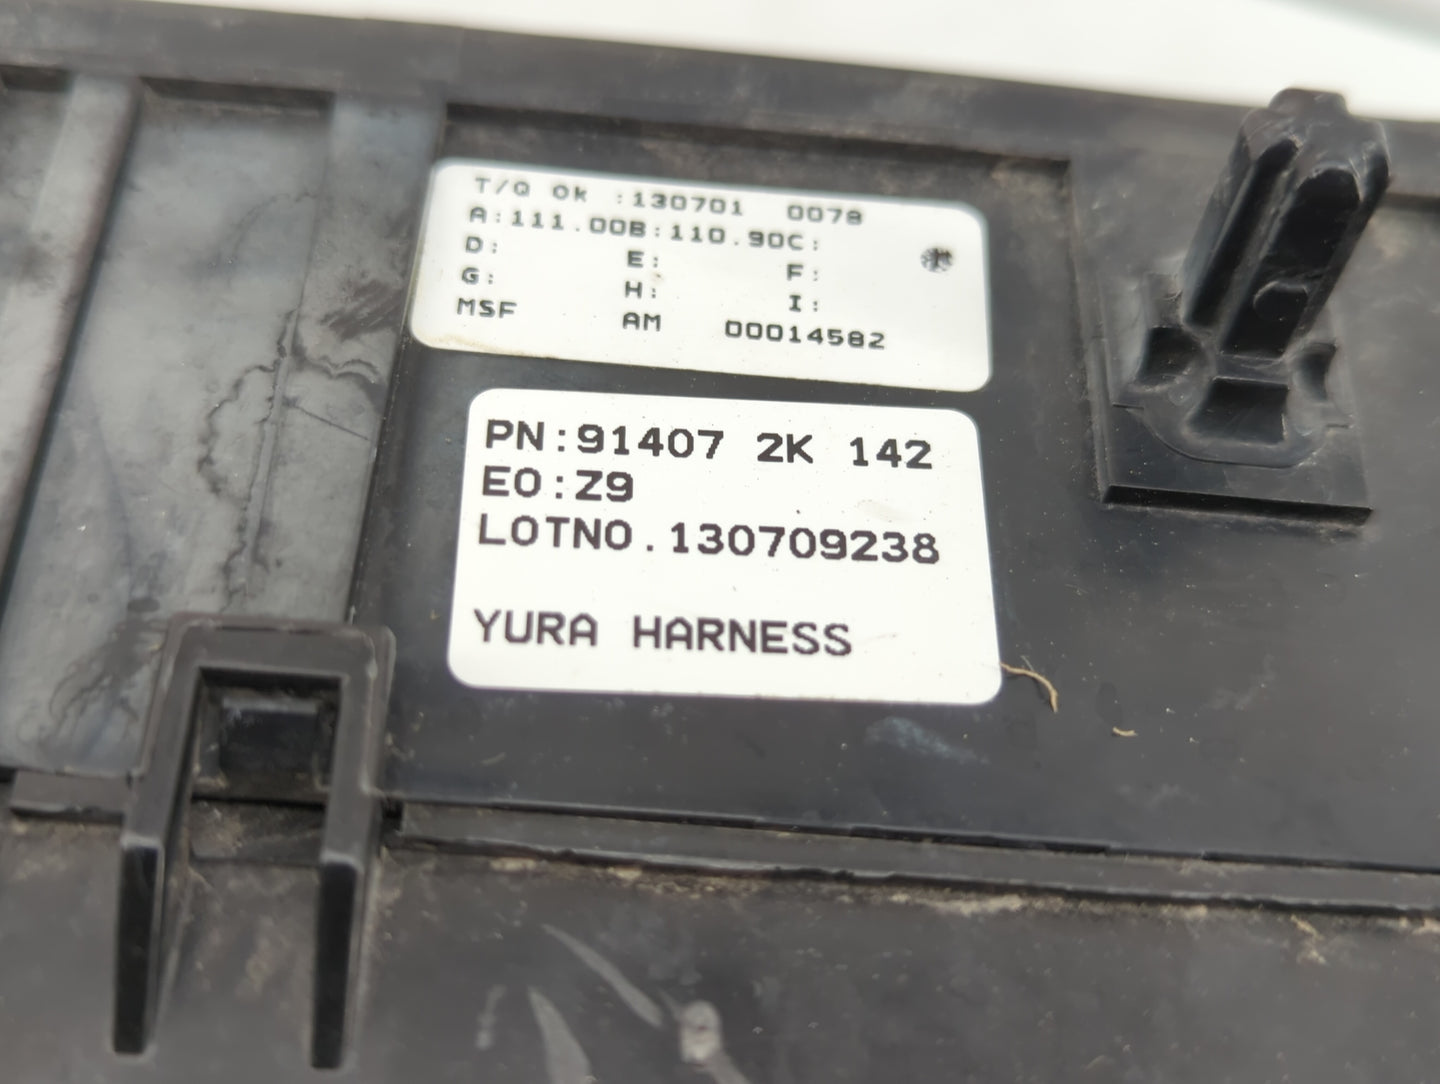 T/Q Ok :130701 0078
A:111.00B:110.90C:
D: E: F:
G: H: I:
MSF AM 00014582
PN:91407 2K 142
EO:Z9
LOTNO.130709238
YURA HARNESS